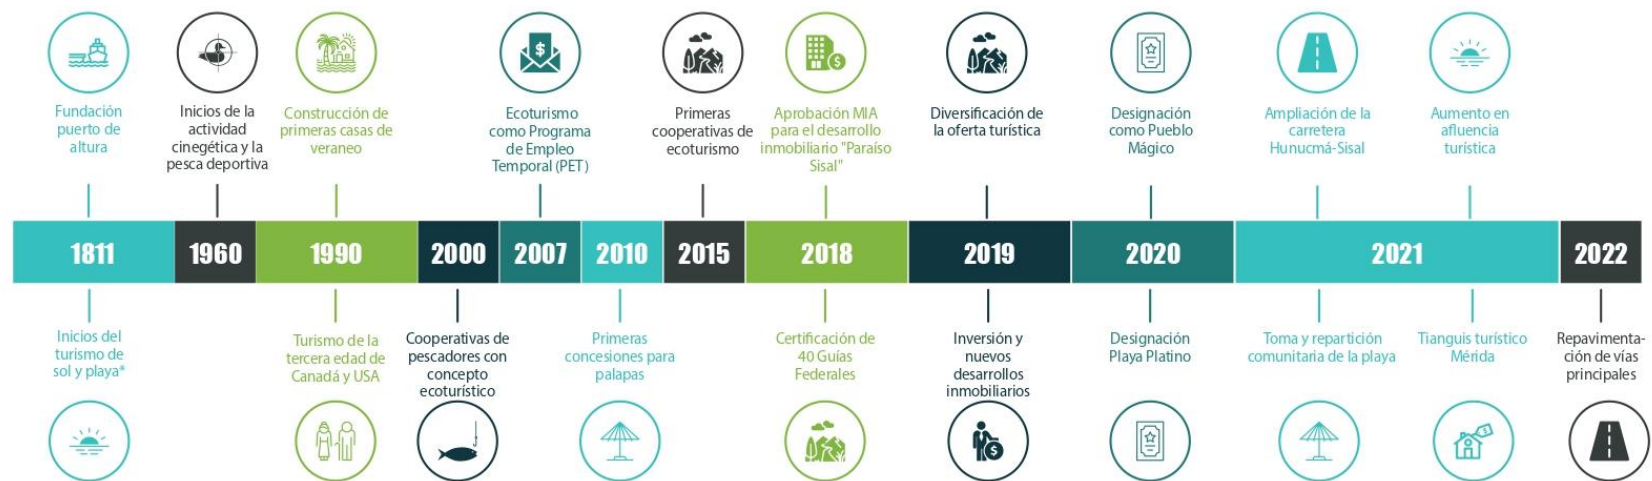 Fundación
puerto de
altura
Inicios de la
actividad
cinegética y la
pesca deportiva
Construcción de
primeras casas de
veraneo
Ecoturismo
como Programa
de Empleo
Temporal (PET)
Primeras
cooperativas de
ecoturismo
Aprobación MIA
para el desarrollo
inmobiliario "Paraíso
Sisal"
Diversificación de
la oferta turística
Designación
como Pueblo
Mágico
Ampliación de la
carretera
Hunucmá-Sisal
Aumento en
afluencia
turística
1811
1960
1990
2000
2007
2010
2015
2018
2019
2020
2021
2022
Inicios del
turismo de
sol y playa*
Turismo de la
tercera edad de
Canadá y USA
Cooperativas de
pescadores con
concepto
ecoturístico
Primeras
concesiones para
palapas
Certificación de
40 Guías
Federales
Inversión y
nuevos
desarrollos
inmobiliarios
Designación
Playa Platino
Toma y repartición
comunitaria de la playa
Tianguis turístico
Mérida
Repavimenta-
ción de vías
principales